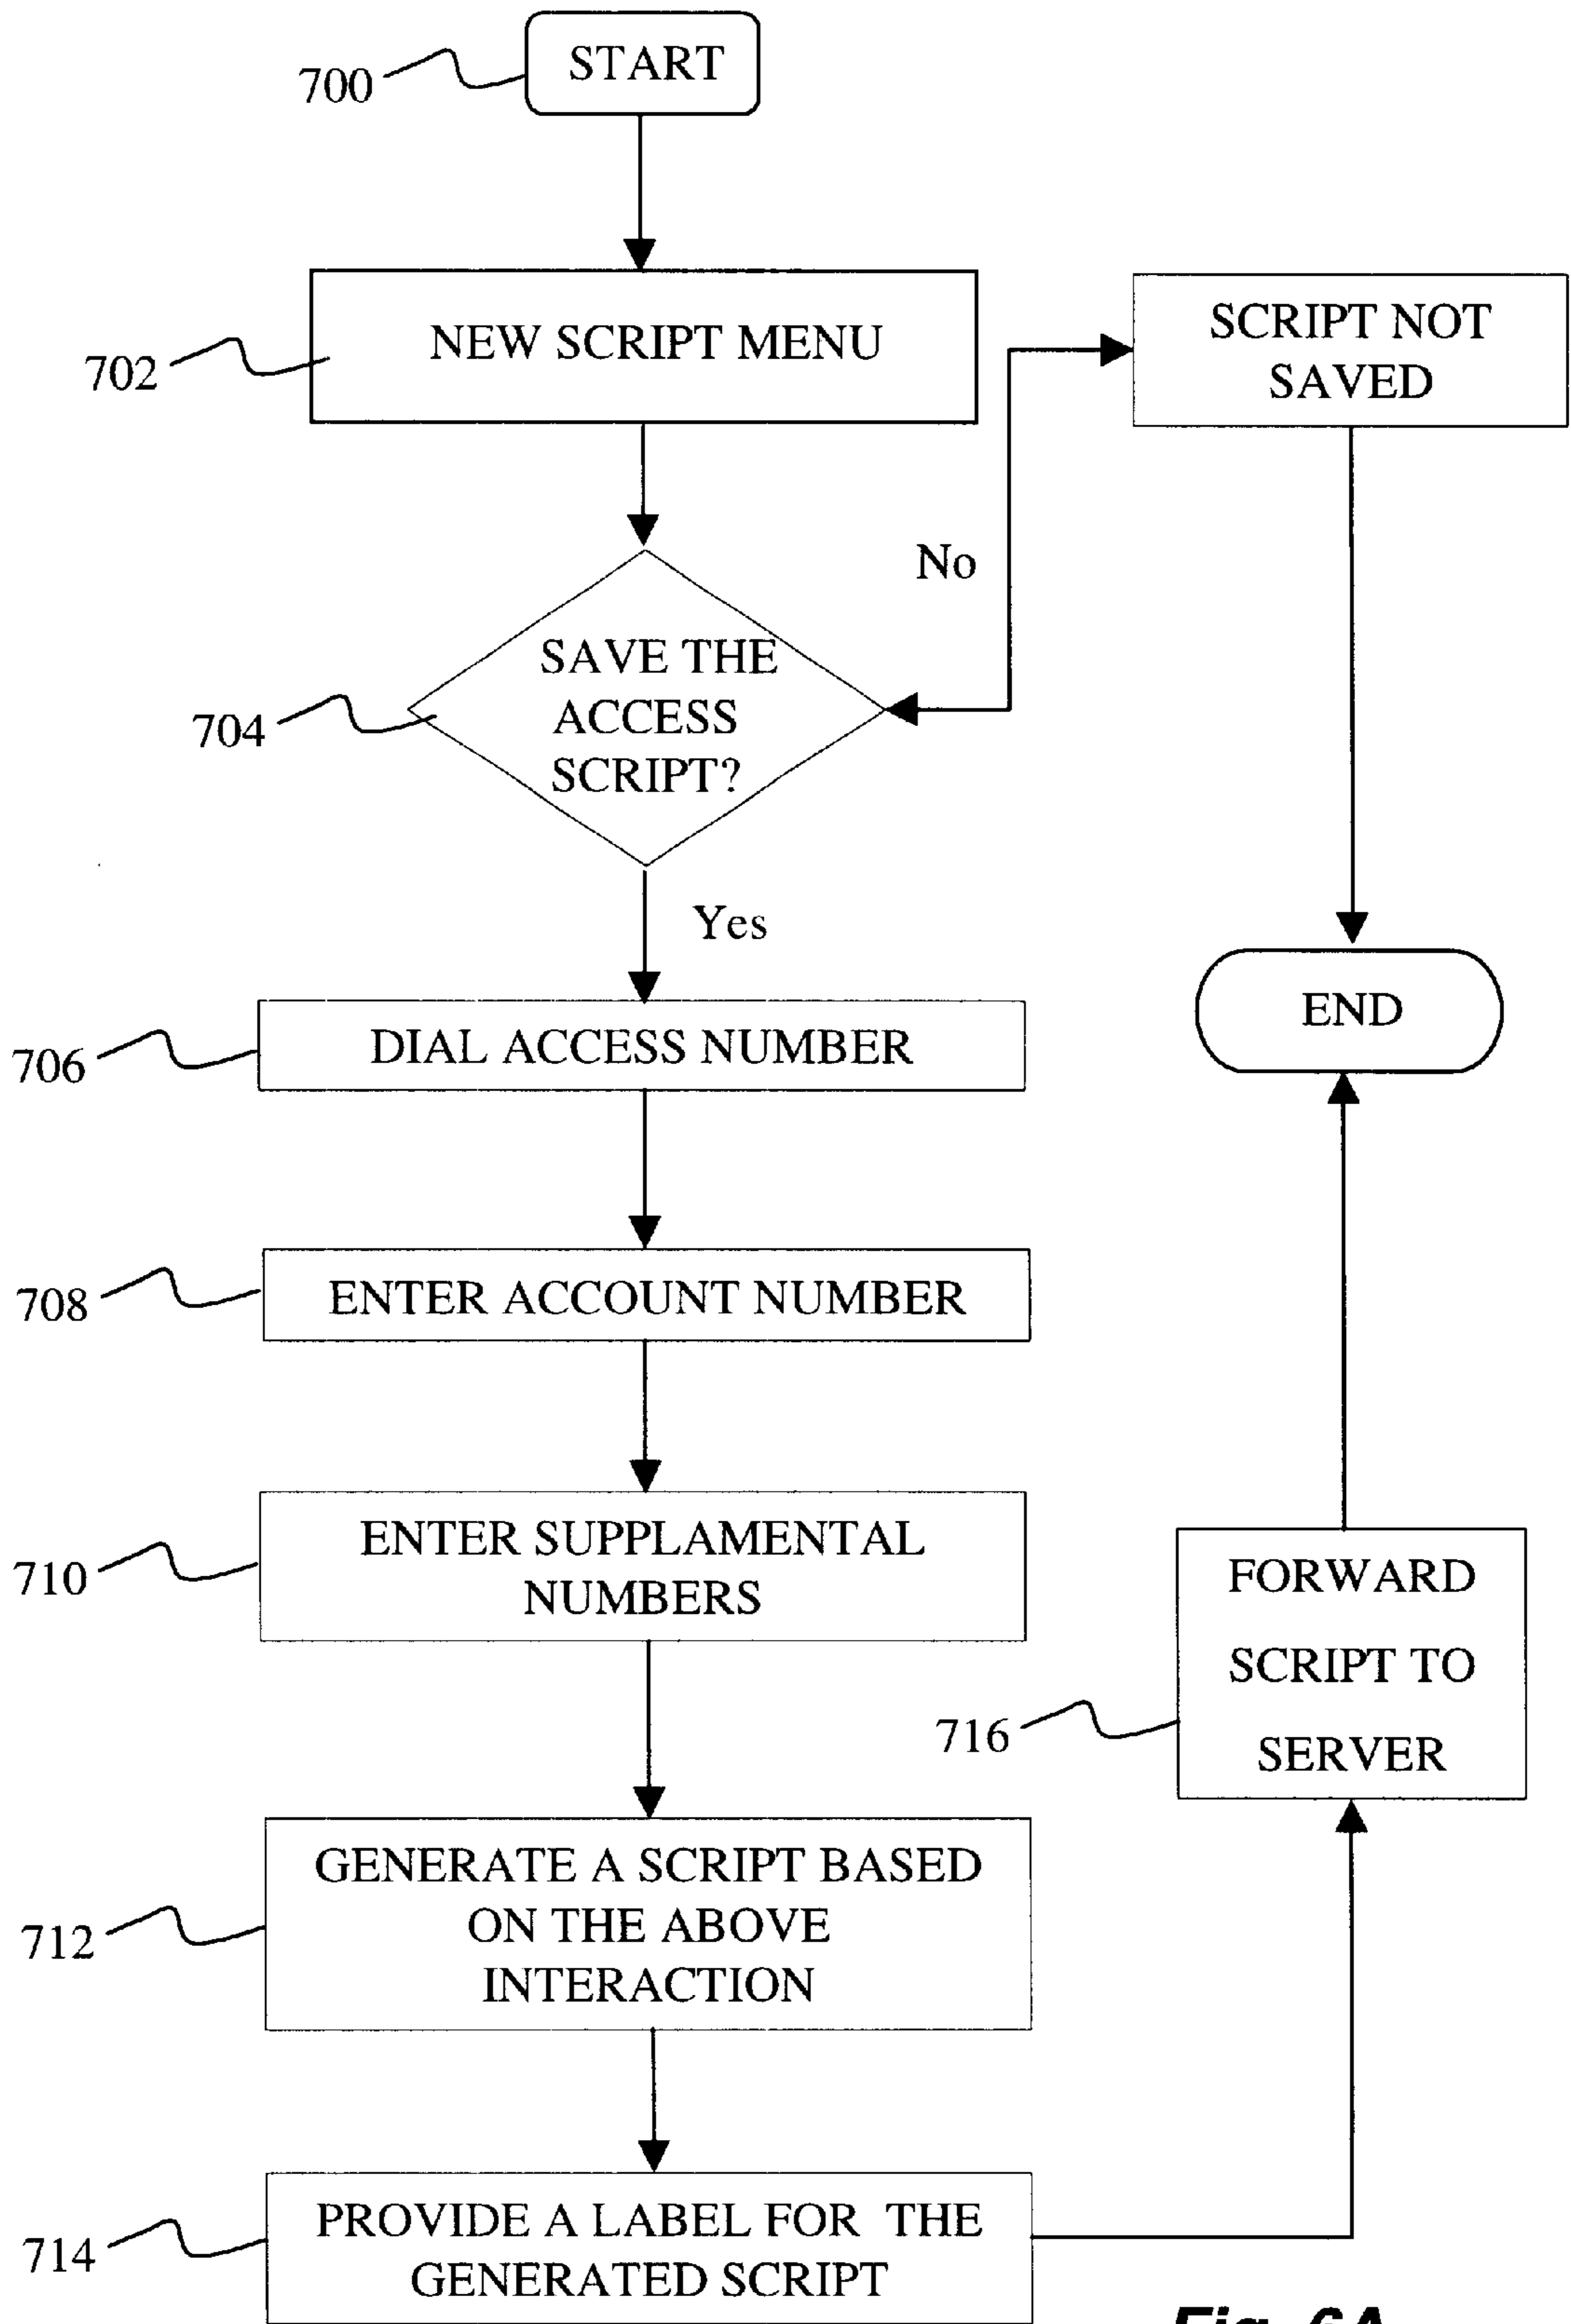 700
START
702
NEW SCRIPT MENU
SCRIPT NOT
SAVED
No
704
SAVE THE
ACCESS
SCRIPT?
Yes
706
DIAL ACCESS NUMBER
END
708
ENTER ACCOUNT NUMBER
710
ENTER SUPPLAMENTAL
NUMBERS
716
FORWARD
SCRIPT TO
SERVER
712
GENERATE A SCRIPT BASED
ON THE ABOVE
INTERACTION
714
PROVIDE A LABEL FOR THE
GENERATED SCRIPT
Fig. 6A